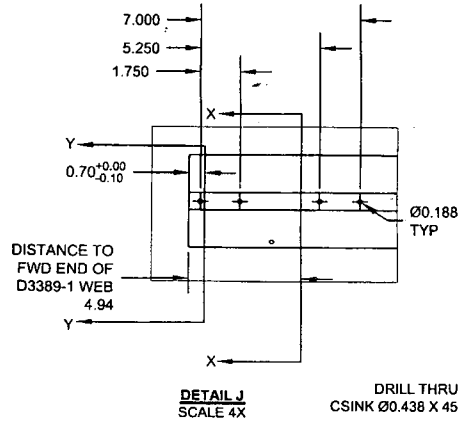 7.000
5.250
1.750
X
Y
0.70 +0.00
-0.10
Ø0.188
TYP
DISTANCE TO
FWD END OF
D3389-1 WEB
4.94
Y
X
DETAIL J
SCALE 4X
DRILL THRU
CSINK Ø0.438 X 45